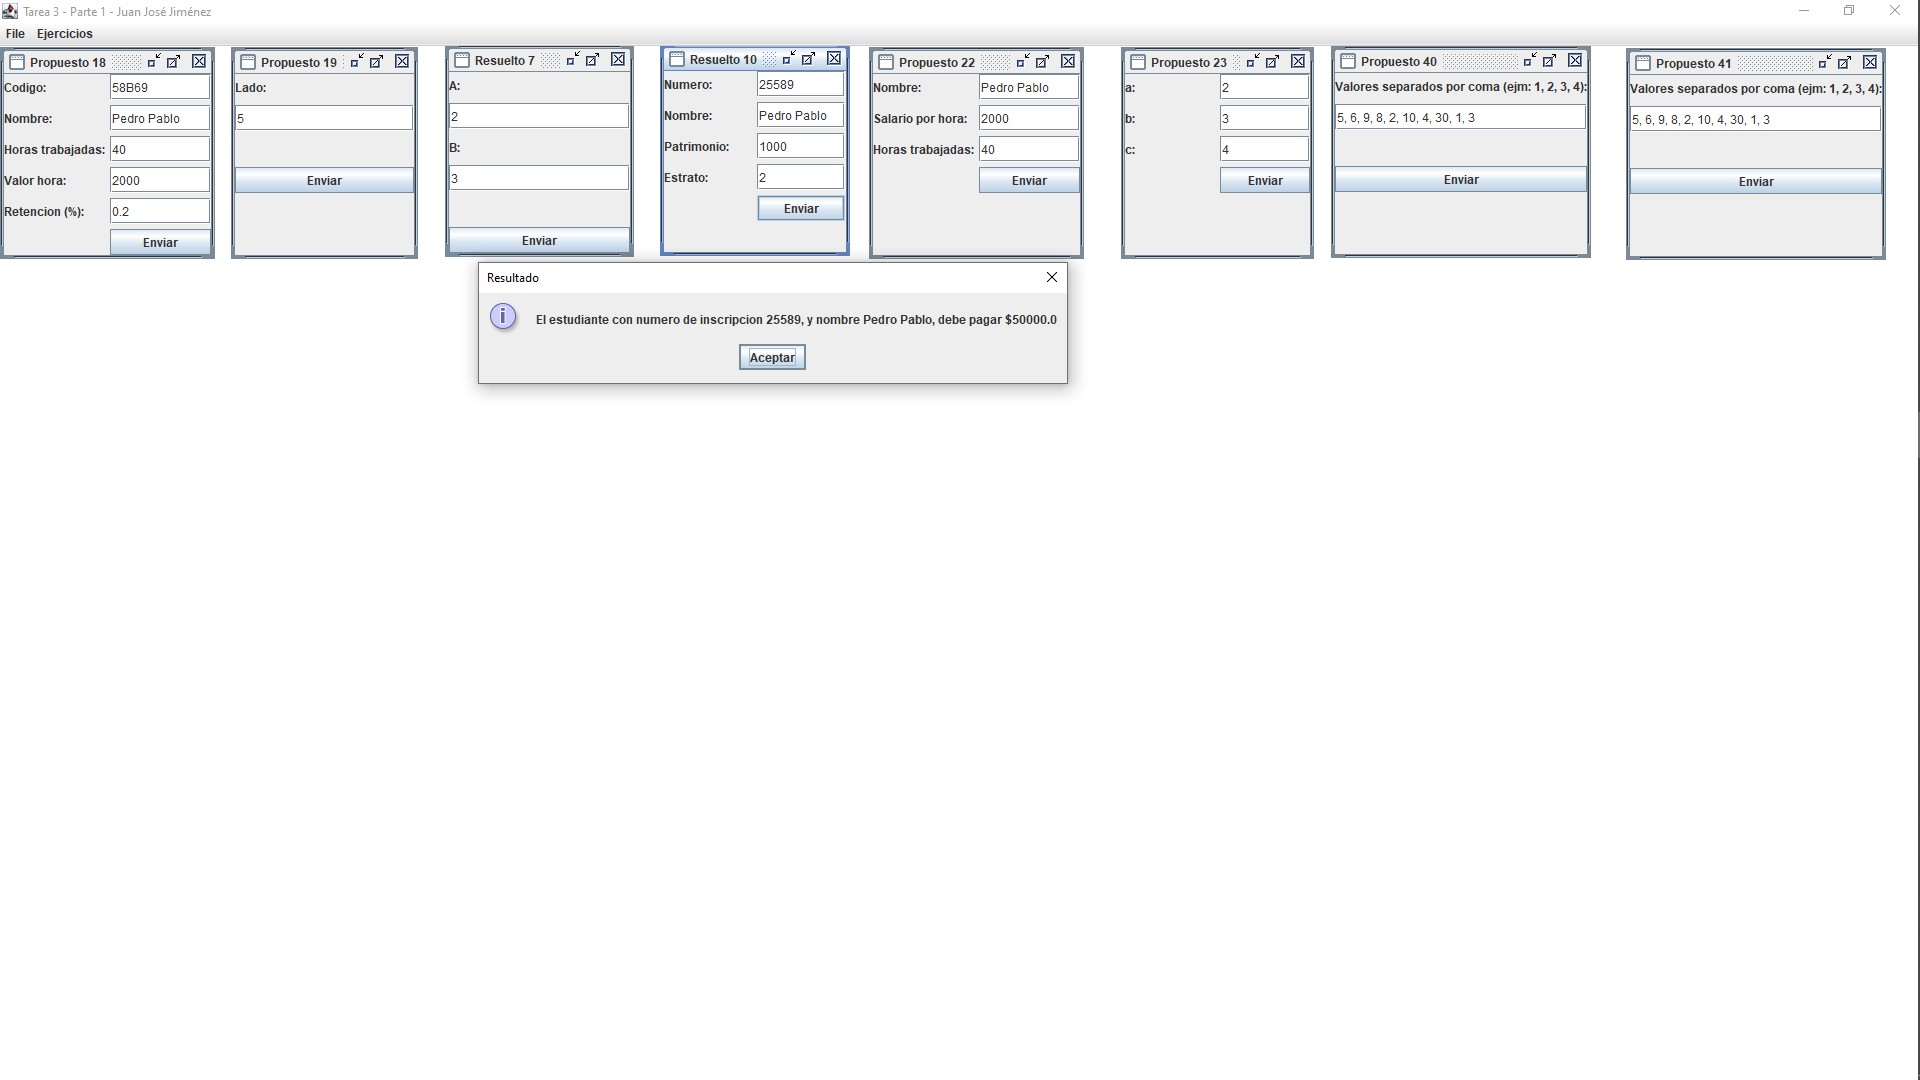 Tarea 3 - Parte 1 - Juan José Jiménez
File Ejercicios
Propuesto 18
Codigo: 58B69
Nombre: Pedro Pablo
Horas trabajadas: 40
Valor hora: 2000
Retencion (%): 0.2
Enviar
Propuesto 19
Lado:
5
Enviar
Resuelto 7
A:
2
B:
3
Enviar
Resuelto 10
Numero: 25589
Nombre: Pedro Pablo
Patrimonio: 1000
Estrato: 2
Enviar
Propuesto 22
Nombre: Pedro Pablo
Salario por hora: 2000
Horas trabajadas: 40
Enviar
Propuesto 23
a: 2
b: 3
c: 4
Enviar
Propuesto 40
Valores separados por coma (ejm: 1, 2, 3, 4):
5, 6, 9, 8, 2, 10, 4, 30, 1, 3
Enviar
Propuesto 41
Valores separados por coma (ejm: 1, 2, 3, 4):
5, 6, 9, 8, 2, 10, 4, 30, 1, 3
Enviar
Resultado
El estudiante con numero de inscripcion 25589, y nombre Pedro Pablo, debe pagar $50000.0
Aceptar